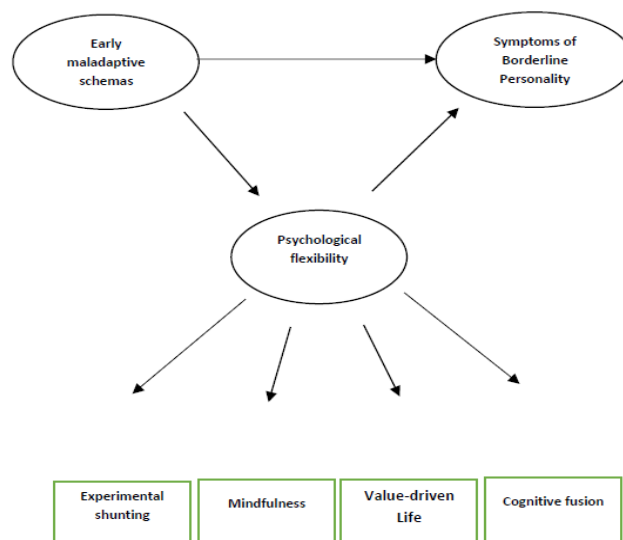 Early
maladaptive
schemas
Symptoms of
Borderline
Personality
Psychological
flexibility
Experimental
shunting
Mindfulness
Value-driven
Life
Cognitive fusion